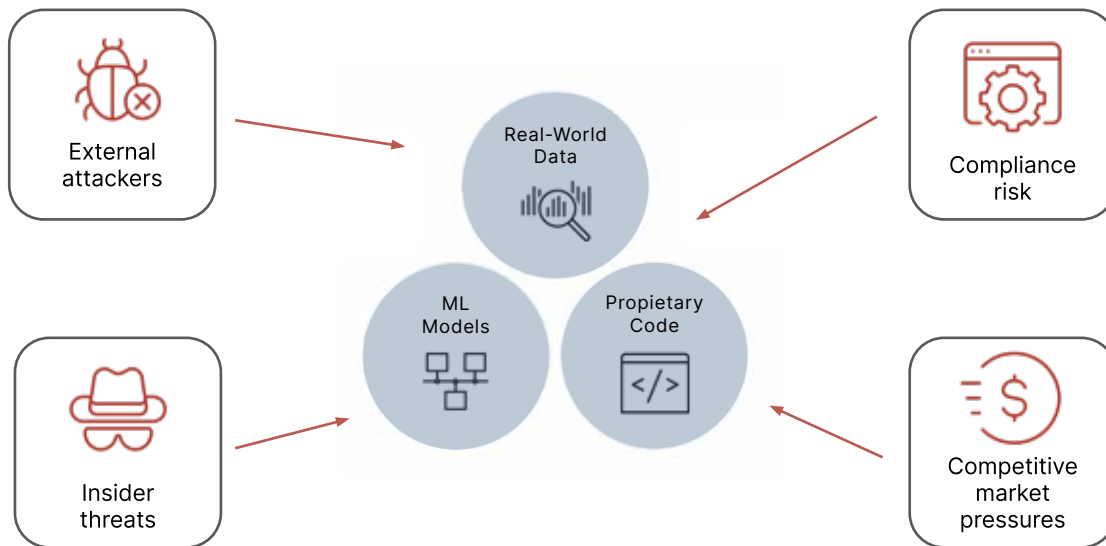 External
attackers
Real-World
Data
Compliance
risk
ML
Models
Propietary
Code
</>
Insider
threats
$
Competitive
market
pressures